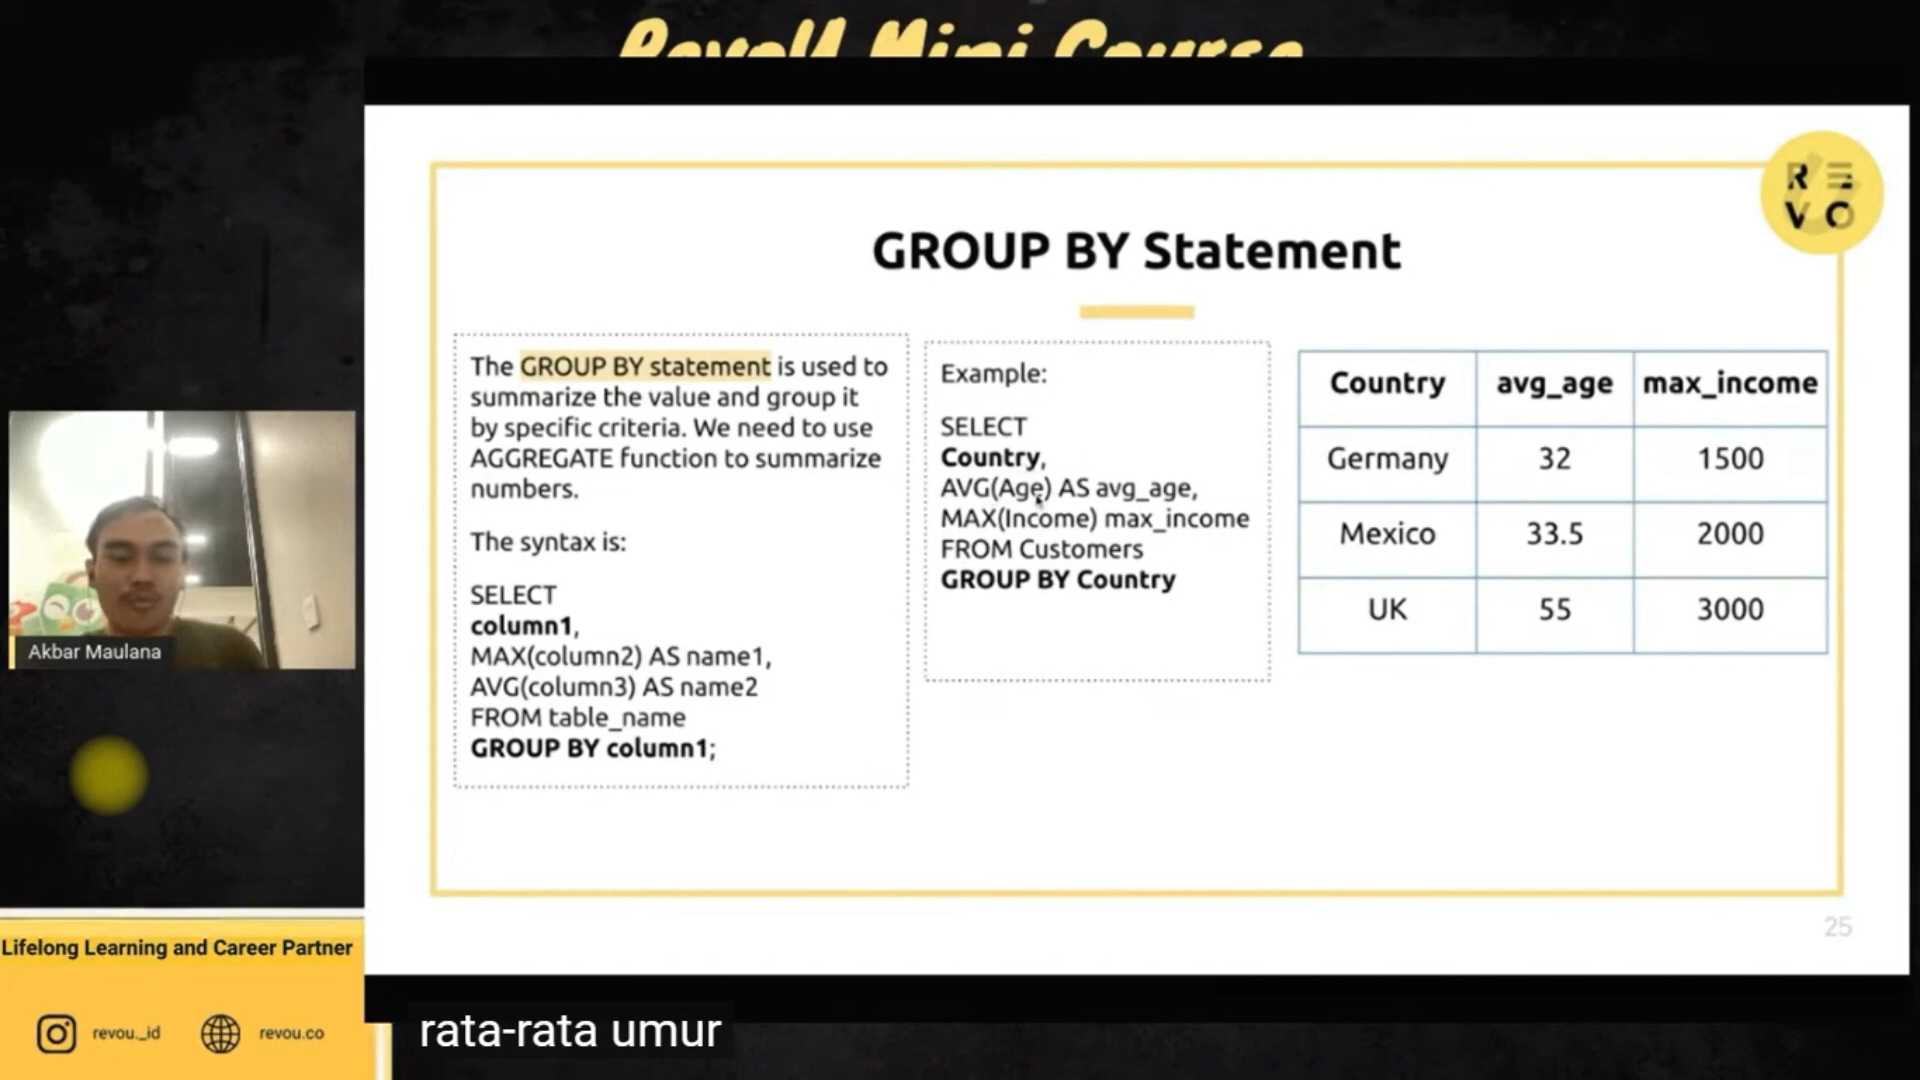 RevoU Mini Course
R E
V O
GROUP BY Statement
The GROUP BY statement is used to
summarize the value and group it
by specific criteria. We need to use
AGGREGATE function to summarize
numbers.
The syntax is:
SELECT
column1,
MAX(column2) AS name1,
AVG(column3) AS name2
FROM table_name
GROUP BY column1;
Example:
SELECT
Country,
AVG(Age) AS avg_age,
MAX(Income) max_income
FROM Customers
GROUP BY Country
Country avg_age max_income
Germany 32 1500
Mexico 33.5 2000
UK 55 3000
Akbar Maulana
25
Lifelong Learning and Career Partner
revou_id revou.co
rata-rata umur